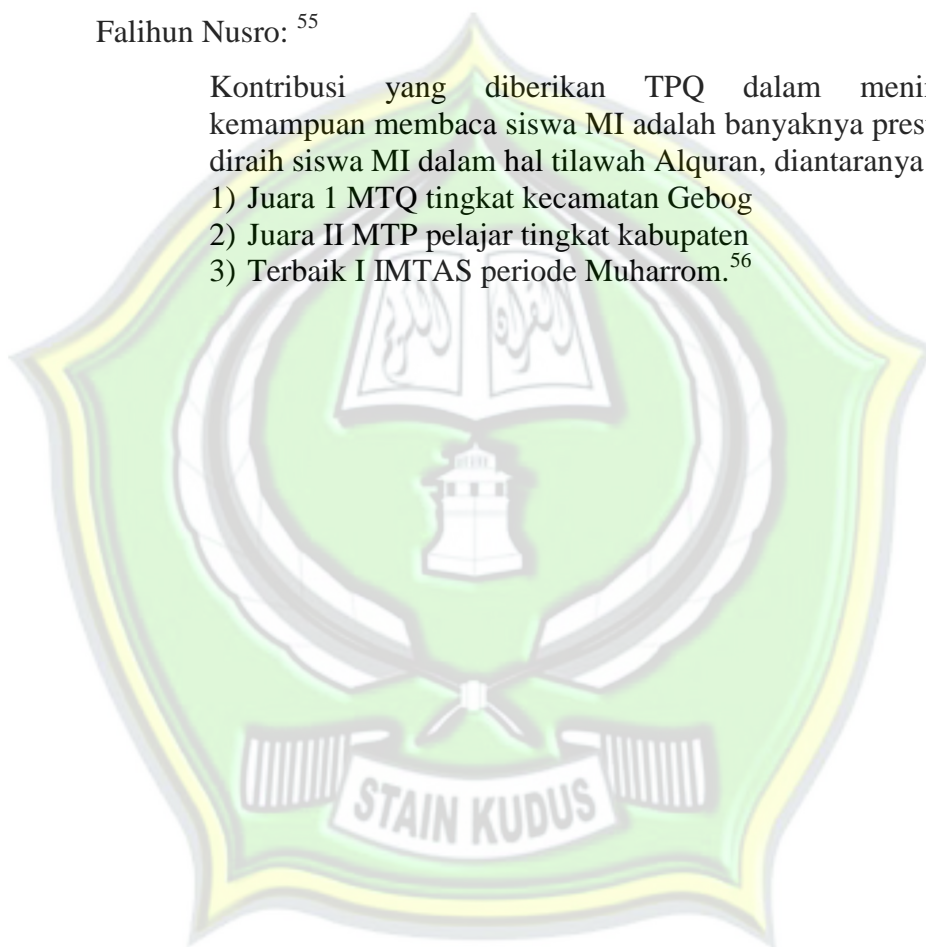 Falihun Nusro: 55
Kontribusi yang diberikan TPQ dalam
kemampuan membaca siswa MI adalah banyaknya
diraih siswa MI dalam hal tilawah Alquran, diantaranya
1) Juara 1 MTQ tingkat kecamatan Gebog
2) Juara II MTP pelajar tingkat kabupaten
3) Terbaik I IMTAS periode Muharrom.56
STAIN KUDUS